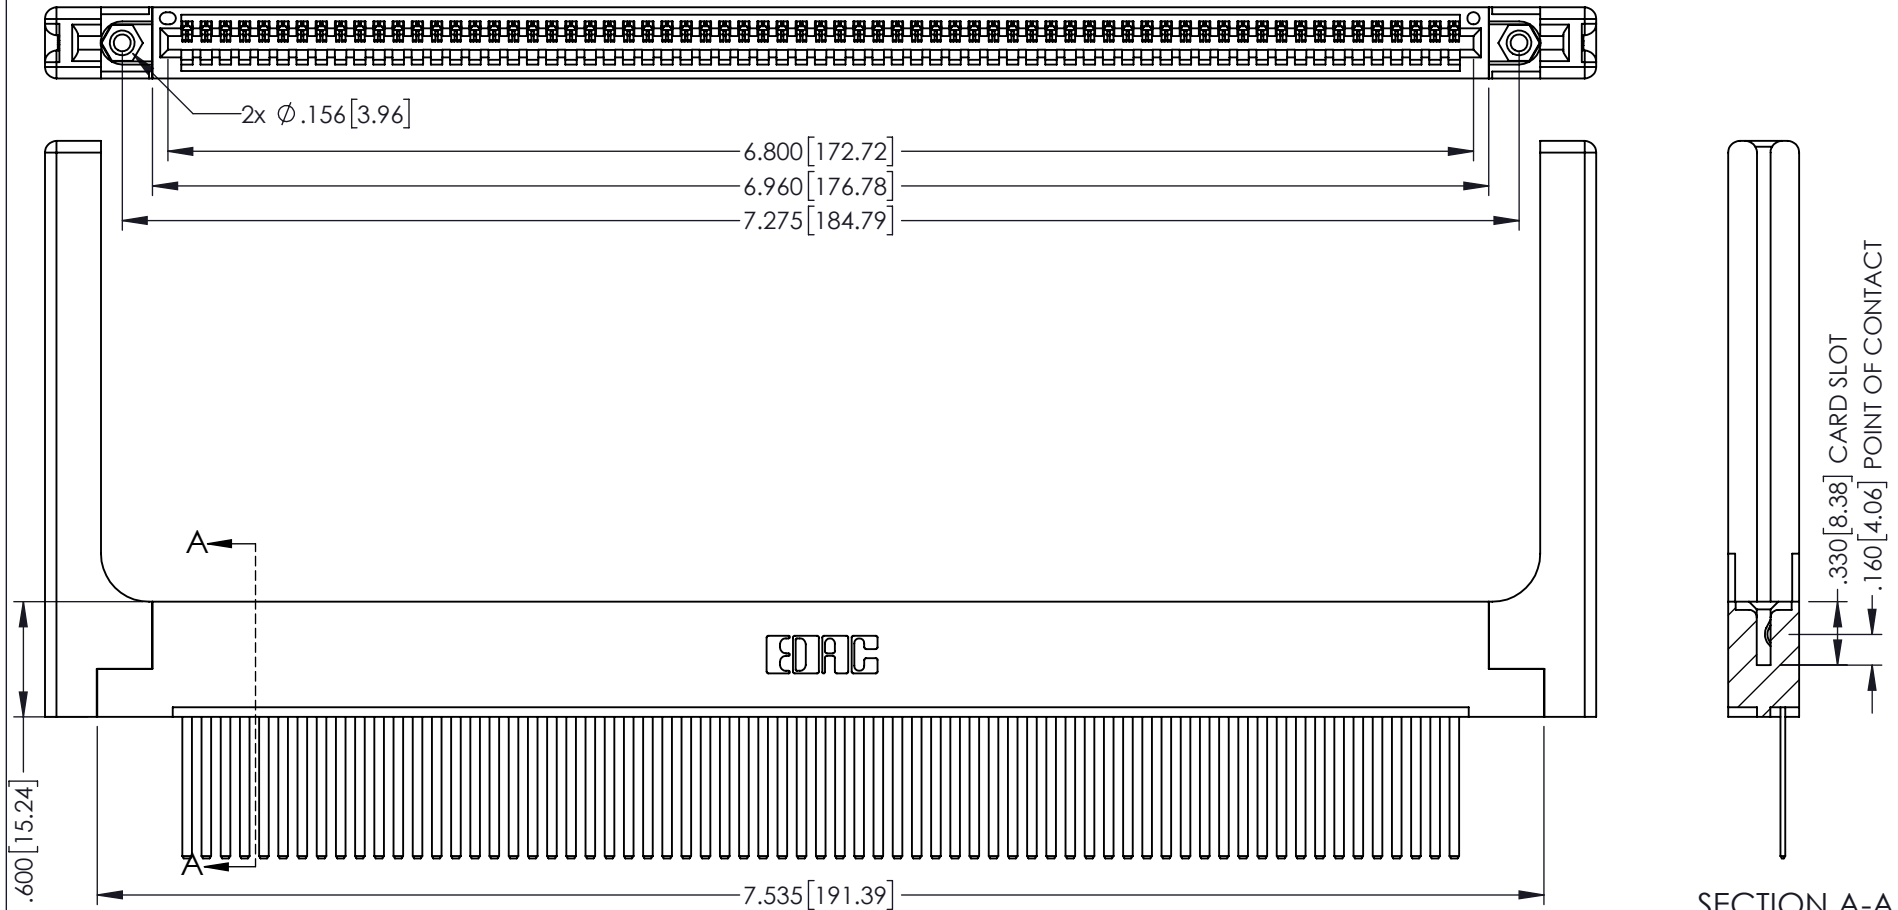 2x Ø.156[3.96]
6.800[172.72]
6.960[176.78]
7.275[184.79]
A
EDAC
A
.600[15.24]
7.535[191.39]
.330[8.38] CARD SLOT
.160[4.06] POINT OF CONTACT
SECTION A-A